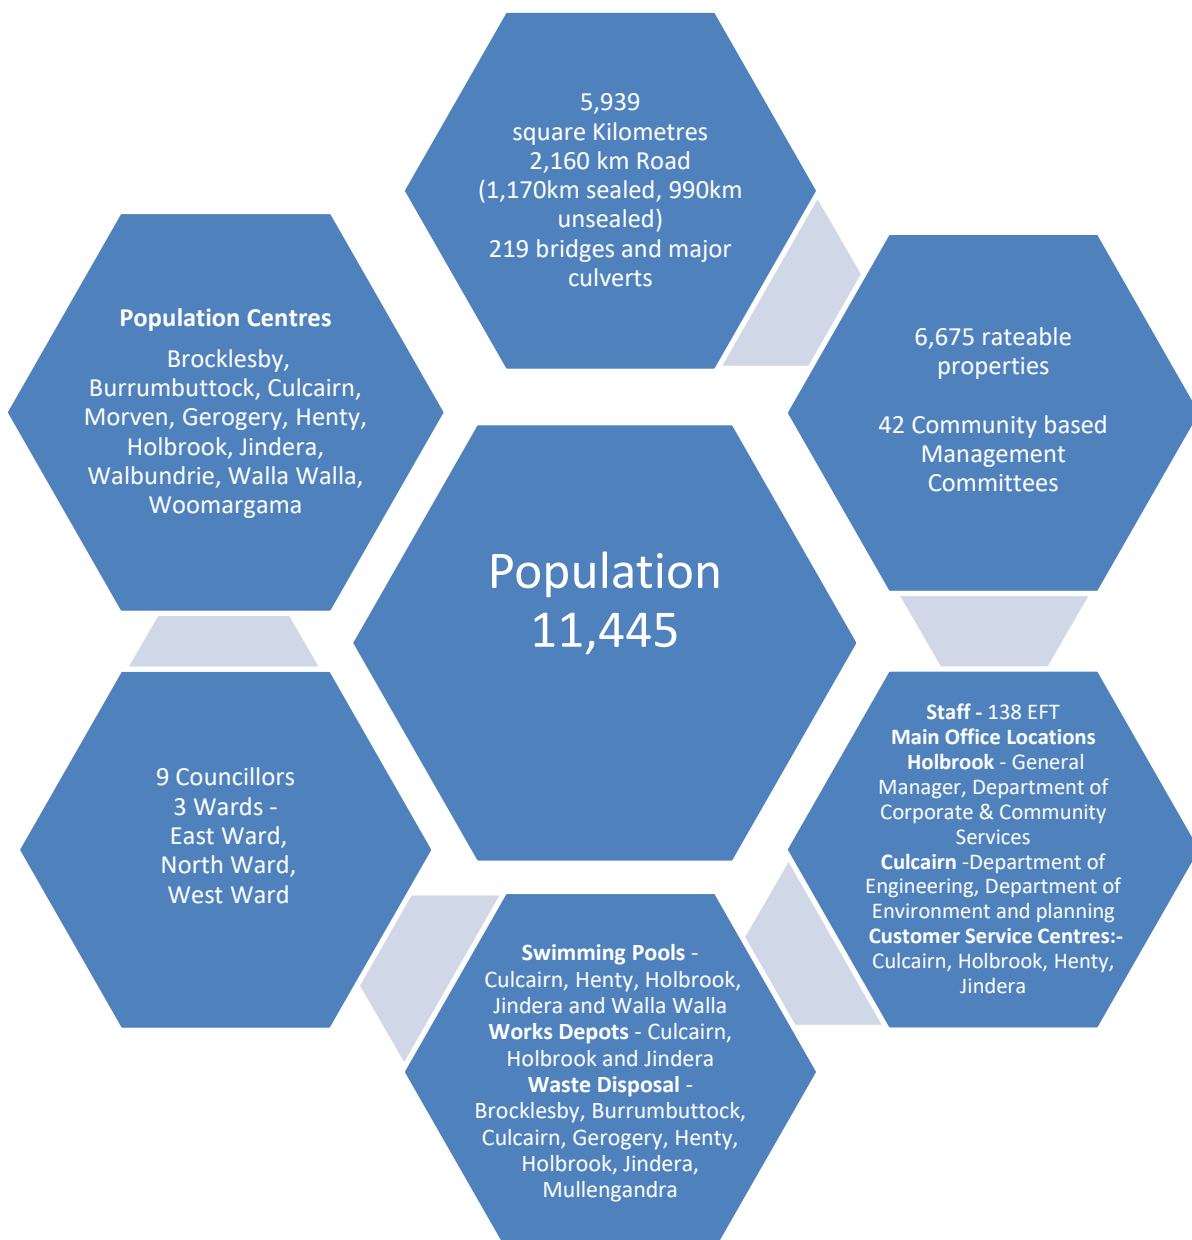 5,939
square Kilometres
2,160 km Road
(1,170km sealed, 990km
unsealed)
219 bridges and major
culverts
6,675 rateable
properties
42 Community based
Management
Committees
Staff - 138 EFT
Main Office Locations
Holbrook - General
Manager, Department of
Corporate & Community
Services
Culcairn -Department of
Engineering, Department of
Environment and planning
Customer Service Centres:-
Culcairn, Holbrook, Henty,
Jindera
Swimming Pools -
Culcairn, Henty, Holbrook,
Jindera and Walla Walla
Works Depots - Culcairn,
Holbrook and Jindera
Waste Disposal -
Brocklesby, Burrumbuttock,
Culcairn, Gerogery, Henty,
Holbrook, Jindera,
Mullengandra
9 Councillors
3 Wards -
East Ward,
North Ward,
West Ward
Population Centres
Brocklesby,
Burrumbuttock, Culcairn,
Morven, Gerogery, Henty,
Holbrook, Jindera,
Walbundrie, Walla Walla,
Woomargama
Population
11,445